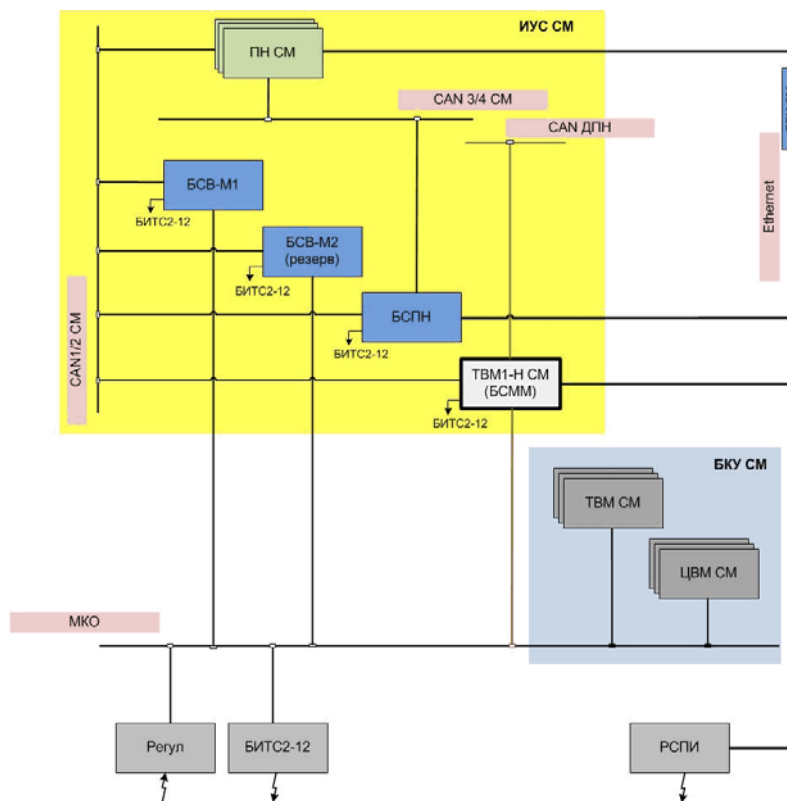 ИУС СМ
ПН СМ
CAN 3/4 СМ
CAN ДПН
Ethernet
БСВ-М1
БИТС2-12
БСВ-М2
(резерв)
БИТС2-12
БСПН
БИТС2-12
CAN1/2 СМ
ТВМ1-Н СМ
(БСММ)
БИТС2-12
БКУ СМ
ТВМ СМ
ЦВМ СМ
МКО
Регул
БИТС2-12
РСПИ